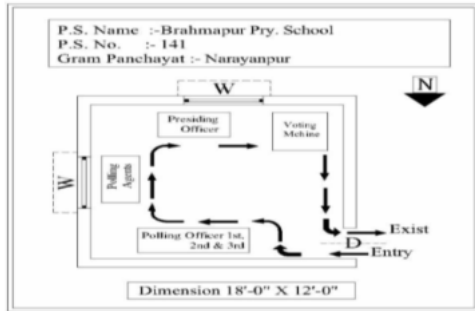 P.S. Name :-Brahmapur Pry. School
P.S. No. :- 141
Gram Panchayat :- Narayanpur
N
W
Presiding
Officer
Voting
Mchine
W
Polling
Agents
Polling Officer 1st,
2nd & 3rd
Exist
D
Entry
Dimension 18'-0" X 12'-0"